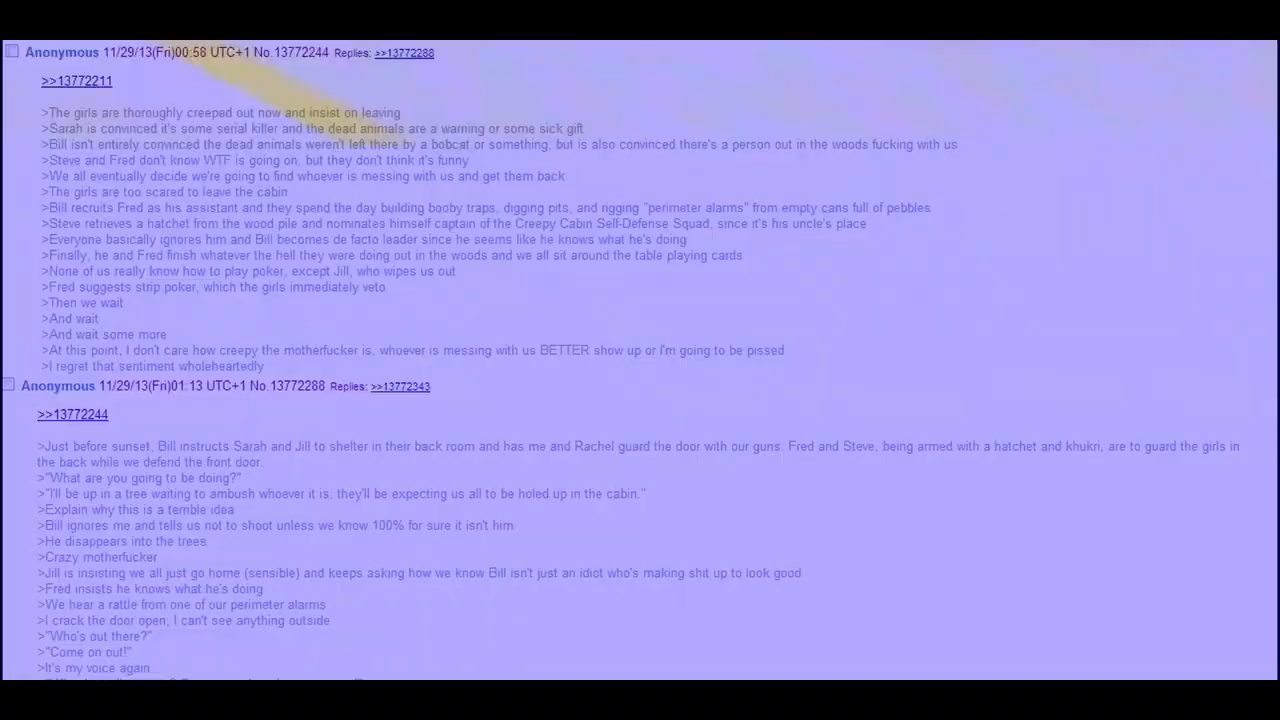 Anonymous 11/29/13(Fri)00:58 UTC+1 No.13772244 Replies: >>13772288
>>13772211
>The girls are thoroughly creeped out now and insist on leaving
>Sarah is convinced it's some serial killer and the dead animals are a warning or some sick gift
>Bill isn't entirely convinced the dead animals weren't left there by a bobcat or something, but is also convinced there's a person out in the woods fucking with us
>Steve and Fred don't know WTF is going on, but they don't think it's funny
>We all eventually decide we're going to find whoever is messing with us and get them back
>The girls are too scared to leave the cabin
>Bill recruits Fred as his assistant and they spend the day building booby traps, digging pits, and rigging "perimeter alarms" from empty cans full of pebbles
>Steve retrieves a hatchet from the wood pile and nominates himself captain of the Creepy Cabin Self-Defense Squad, since it's his uncle's place
>Everyone basically ignores him and Bill becomes de facto leader since he seems like he knows what he's doing
>Finally, he and Fred finish whatever the hell they were doing out in the woods and we all sit around the table playing cards
>None of us really know how to play poker, except Jill, who wipes us out
>Fred suggests strip poker, which the girls immediately veto
>Then we wait
>And wait
>And wait some more
>At this point, I don't care how creepy the motherfucker is, whoever is messing with us BETTER show up or I'm going to be pissed
>I regret that sentiment wholeheartedly
Anonymous 11/29/13(Fri)01:13 UTC+1 No.13772288 Replies: >>13772343
>>13772244
>Just before sunset, Bill instructs Sarah and Jill to shelter in their back room and has me and Rachel guard the door with our guns. Fred and Steve, being armed with a hatchet and khukri, are to guard the girls in
the back while we defend the front door.
>"What are you going to be doing?"
>"I'll be up in a tree waiting to ambush whoever it is, they'll be expecting us all to be holed up in the cabin."
>Explain why this is a terrible idea
>Bill ignores me and tells us not to shoot unless we know 100% for sure it isn't him
>He disappears into the trees
>Crazy motherfucker
>Jill is insisting we all just go home (sensible) and keeps asking how we know Bill isn't just an idiot who's making shit up to look good
>Fred insists he knows what he's doing
>We hear a rattle from one of our perimeter alarms
>I crack the door open, I can't see anything outside
>"Who's out there?"
>"Come on out!"
>It's my voice again